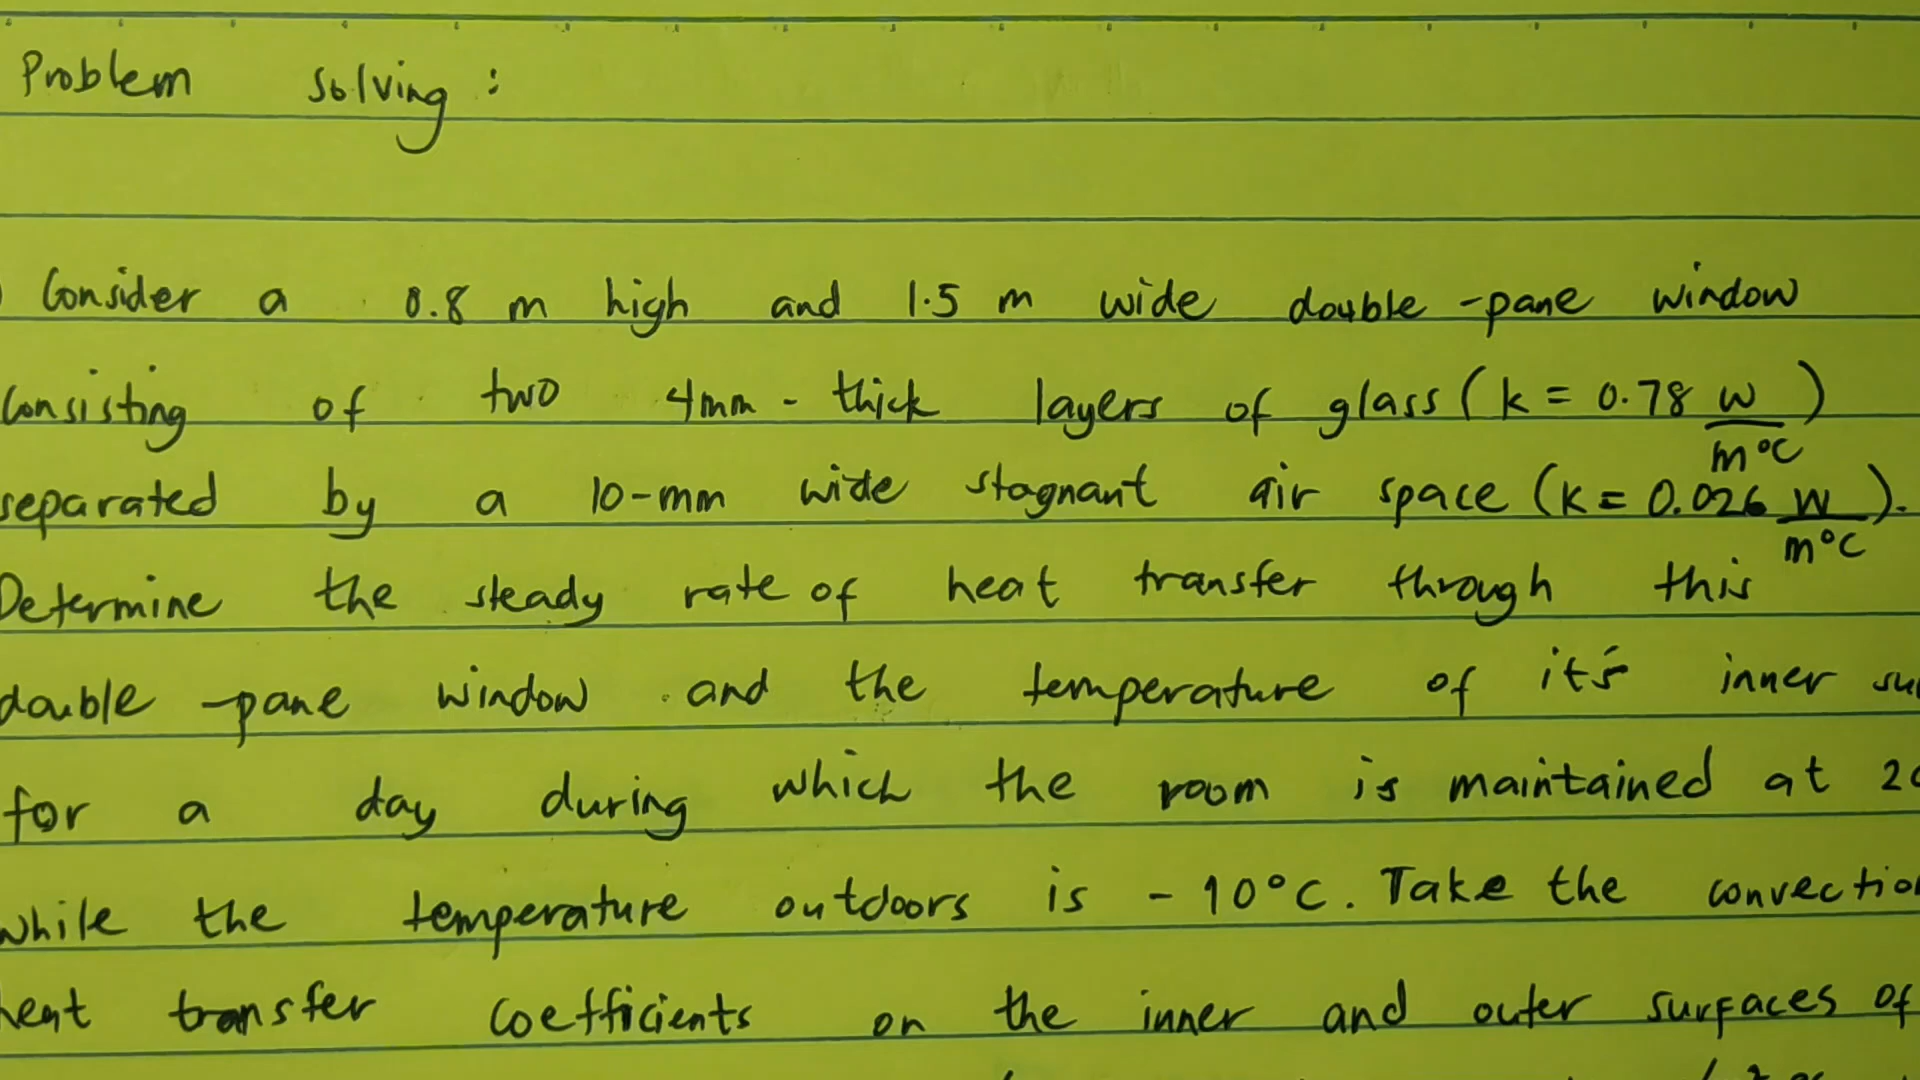 Problem solving:
Consider a 0.8 m high and 1.5 m wide double-pane window
Consisting of two 4mm-thick layers of glass (k = 0.78 W/m°C)
separated by a 10-mm wide stagnant air space (K = 0.026 W/m°C).
Determine the steady rate of heat transfer through this
double-pane window and the temperature of it's inner
for a day during which the room is maintained at
while the temperature outdoors is -10°C. Take the convection
heat transfer coefficients on the inner and outer surfaces of